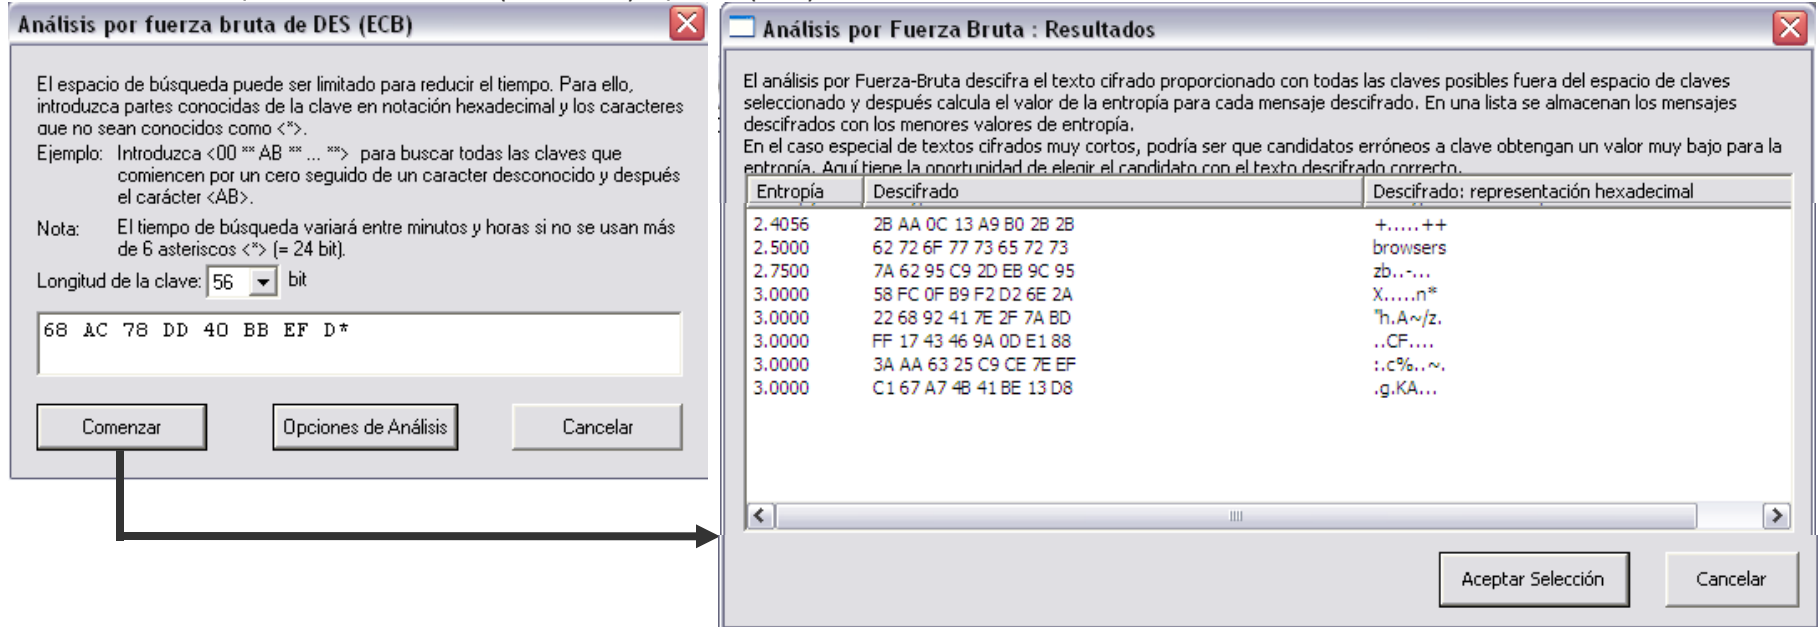 Análisis por fuerza bruta de DES (ECB)
El espacio de búsqueda puede ser limitado para reducir el tiempo. Para ello,
introduzca partes conocidas de la clave en notación hexadecimal y los caracteres
que no sean conocidos como <*>.
Ejemplo: Introduzca <00 ** AB ** ... **> para buscar todas las claves que
comiencen por un cero seguido de un caracter desconocido y después
el carácter <AB>.
Nota: El tiempo de búsqueda variará entre minutos y horas si no se usan más
de 6 asteriscos <*> (= 24 bit).
Longitud de la clave: 56 bit
68 AC 78 DD 40 BB EF D*
Comenzar Opciones de Análisis Cancelar
Análisis por Fuerza Bruta : Resultados
El análisis por Fuerza-Bruta descifra el texto cifrado proporcionado con todas las claves posibles fuera del espacio de claves
seleccionado y después calcula el valor de la entropía para cada mensaje descifrado. En una lista se almacenan los mensajes
descifrados con los menores valores de entropía.
En el caso especial de textos cifrados muy cortos, podría ser que candidatos erróneos a clave obtengan un valor muy bajo para la
entropía. Aquí tiene la oportunidad de elegir el candidato con el texto descifrado correcto.
Entropía Descifrado Descifrado: representación hexadecimal
2.4056 2B AA 0C 13 A9 B0 2B 2B +.....++
2.5000 62 72 6F 77 73 65 72 73 browsers
2.7500 7A 62 95 C9 2D EB 9C 95 zb..-...
3.0000 58 FC 0F B9 F2 D2 6E 2A X.....n*
3.0000 22 68 92 41 7E 2F 7A BD "h.A~/z.
3.0000 FF 17 43 46 9A 0D E1 88 ..CF....
3.0000 3A AA 63 25 C9 CE 7E EF :.c%..~.
3.0000 C1 67 A7 4B 41 BE 13 D8 .g.KA...
Aceptar Selección Cancelar